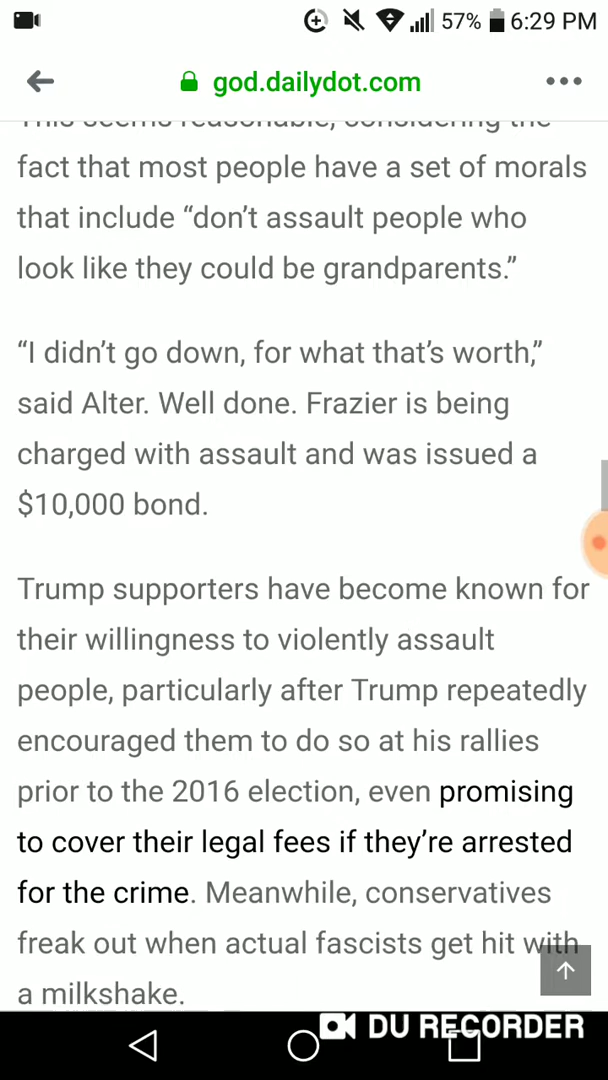 57% 6:29 PM
god.dailydot.com
This seems reasonable, considering the
fact that most people have a set of morals
that include “don’t assault people who
look like they could be grandparents.”
“I didn’t go down, for what that’s worth,”
said Alter. Well done. Frazier is being
charged with assault and was issued a
$10,000 bond.
Trump supporters have become known for
their willingness to violently assault
people, particularly after Trump repeatedly
encouraged them to do so at his rallies
prior to the 2016 election, even promising
to cover their legal fees if they’re arrested
for the crime. Meanwhile, conservatives
freak out when actual fascists get hit with
a milkshake.
DU RECORDER